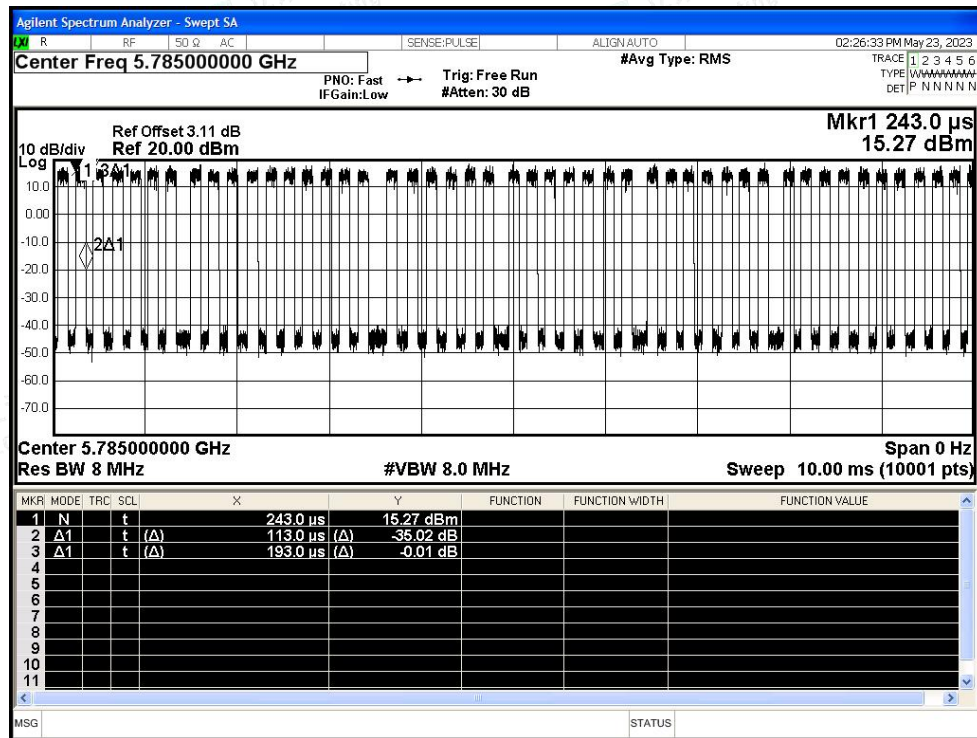 Agilent Spectrum Analyzer - Swept SA
LXI R RF 50 Ω AC SENSE:PULSE ALIGN AUTO 02:26:33 PM May 23, 2023
Center Freq 5.785000000 GHz #Avg Type: RMS TRACE 1 2 3 4 5 6
PNO: Fast Trig: Free Run TYPE WWWWWW
IFGain:Low #Atten: 30 dB DET P N N N N N
Mkr1 243.0 µs
Ref Offset 3.11 dB
10 dB/div Ref 20.00 dBm 15.27 dBm
Log
1 3Δ1
10.0
0.00
-10.0 2Δ1
-20.0
-30.0
-40.0
-50.0
-60.0
-70.0
Center 5.785000000 GHz Span 0 Hz
Res BW 8 MHz #VBW 8.0 MHz Sweep 10.00 ms (10001 pts)
MKR MODE TRC SCL X Y FUNCTION FUNCTION WIDTH FUNCTION VALUE
1 N t 243.0 µs 15.27 dBm
2 Δ1 t (Δ) 113.0 µs (Δ) -35.02 dB
3 Δ1 t (Δ) 193.0 µs (Δ) -0.01 dB
4
5
6
7
8
9
10
11
MSG STATUS